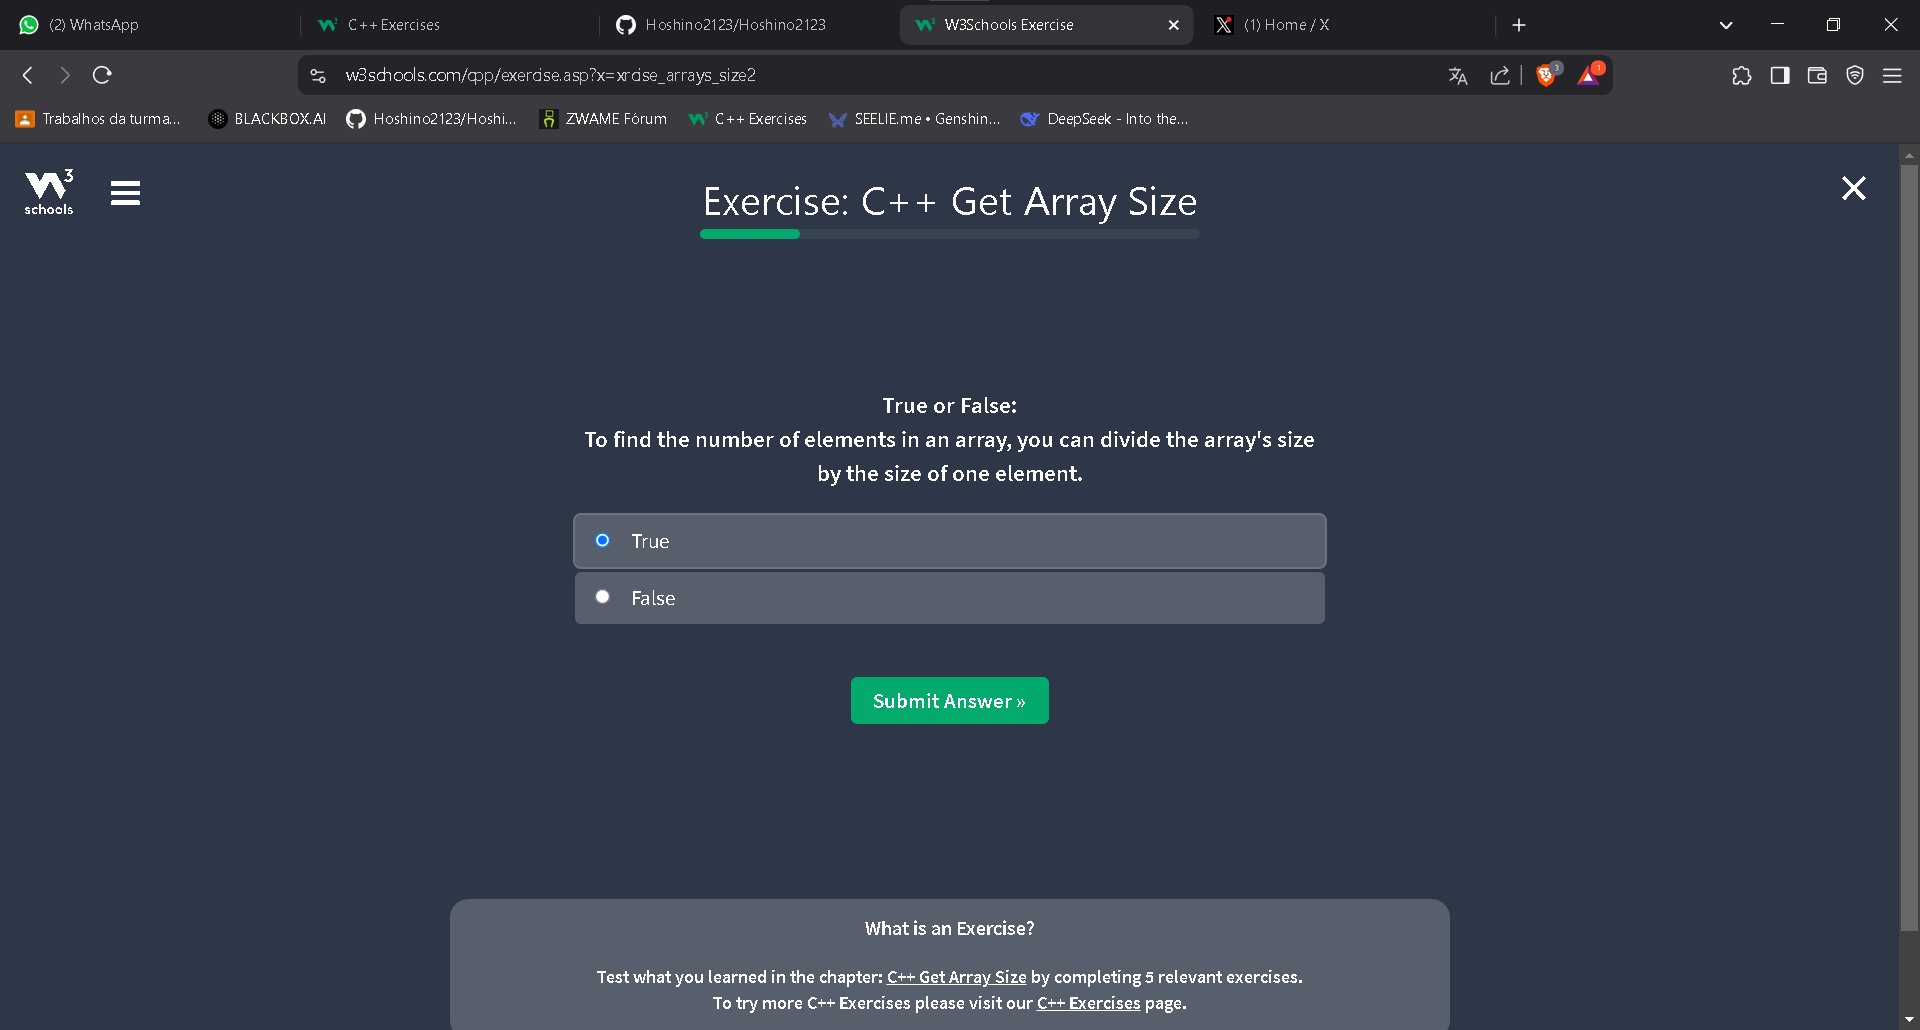 (2) WhatsApp
C++ Exercises
Hoshino2123/Hoshino2123
W3Schools Exercise
(1) Home / X
w3schools.com/cpp/exercise.asp?x=xrcise_arrays_size2
3
1
Trabalhos da turma...
BLACKBOX.AI
Hoshino2123/Hoshi...
ZWAME Fórum
C++ Exercises
SEELIE.me • Genshin...
DeepSeek - Into the...
W3
schools
Exercise: C++ Get Array Size
True or False:
To find the number of elements in an array, you can divide the array's size
by the size of one element.
True
False
Submit Answer »
What is an Exercise?
Test what you learned in the chapter: C++ Get Array Size by completing 5 relevant exercises.
To try more C++ Exercises please visit our C++ Exercises page.